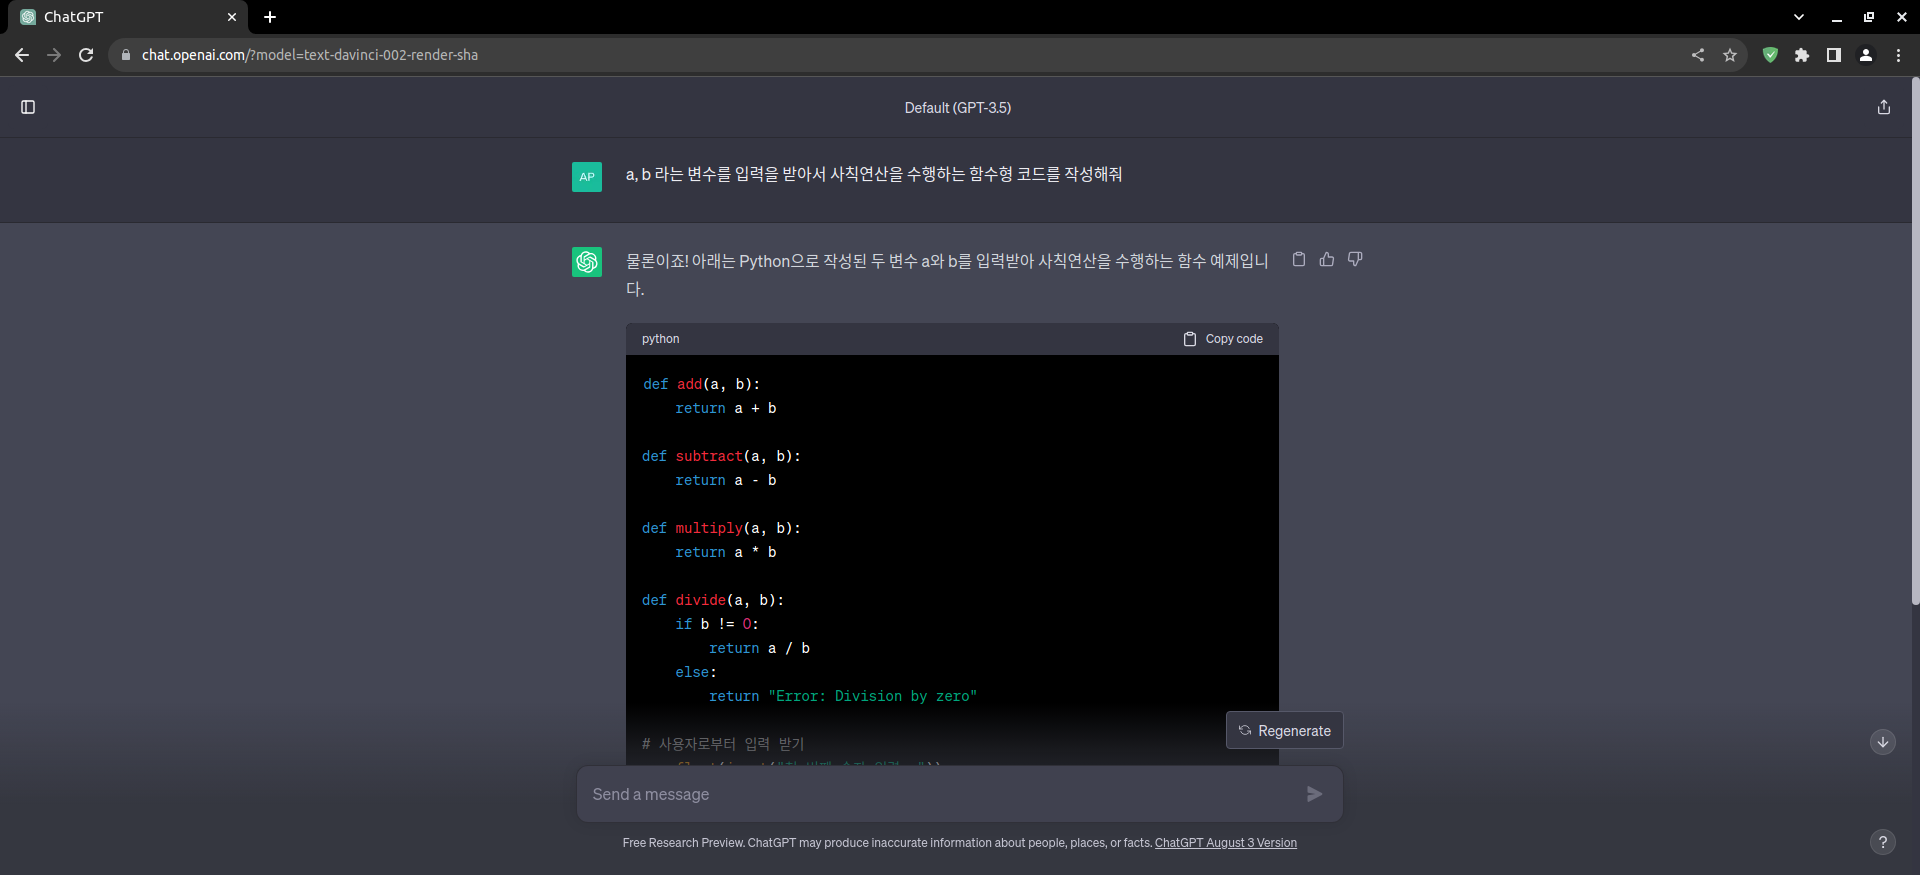 ChatGPT
chat.openai.com/?model=text-davinci-002-render-sha
Default (GPT-3.5)
AP
a, b 라는 변수를 입력을 받아서 사칙연산을 수행하는 함수형 코드를 작성해줘
물론이죠! 아래는 Python으로 작성된 두 변수 a와 b를 입력받아 사칙연산을 수행하는 함수 예제입니
다.
python
Copy code
def add(a, b):
    return a + b
def subtract(a, b):
    return a - b
def multiply(a, b):
    return a * b
def divide(a, b):
    if b != 0:
        return a / b
    else:
        return "Error: Division by zero"
# 사용자로부터 입력 받기
Regenerate
Send a message
Free Research Preview. ChatGPT may produce inaccurate information about people, places, or facts. ChatGPT August 3 Version
?